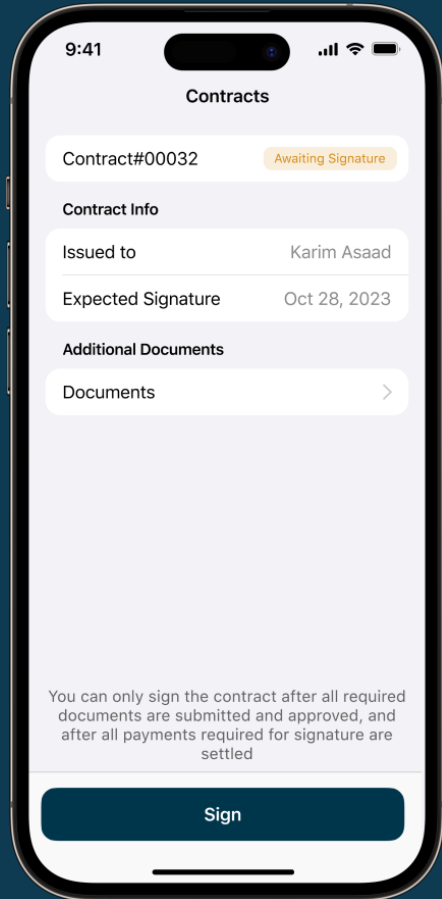 9:41
Contracts
Contract#00032 Awaiting Signature
Contract Info
Issued to Karim Asaad
Expected Signature Oct 28, 2023
Additional Documents
Documents
You can only sign the contract after all required
documents are submitted and approved, and
after all payments required for signature are
settled
Sign